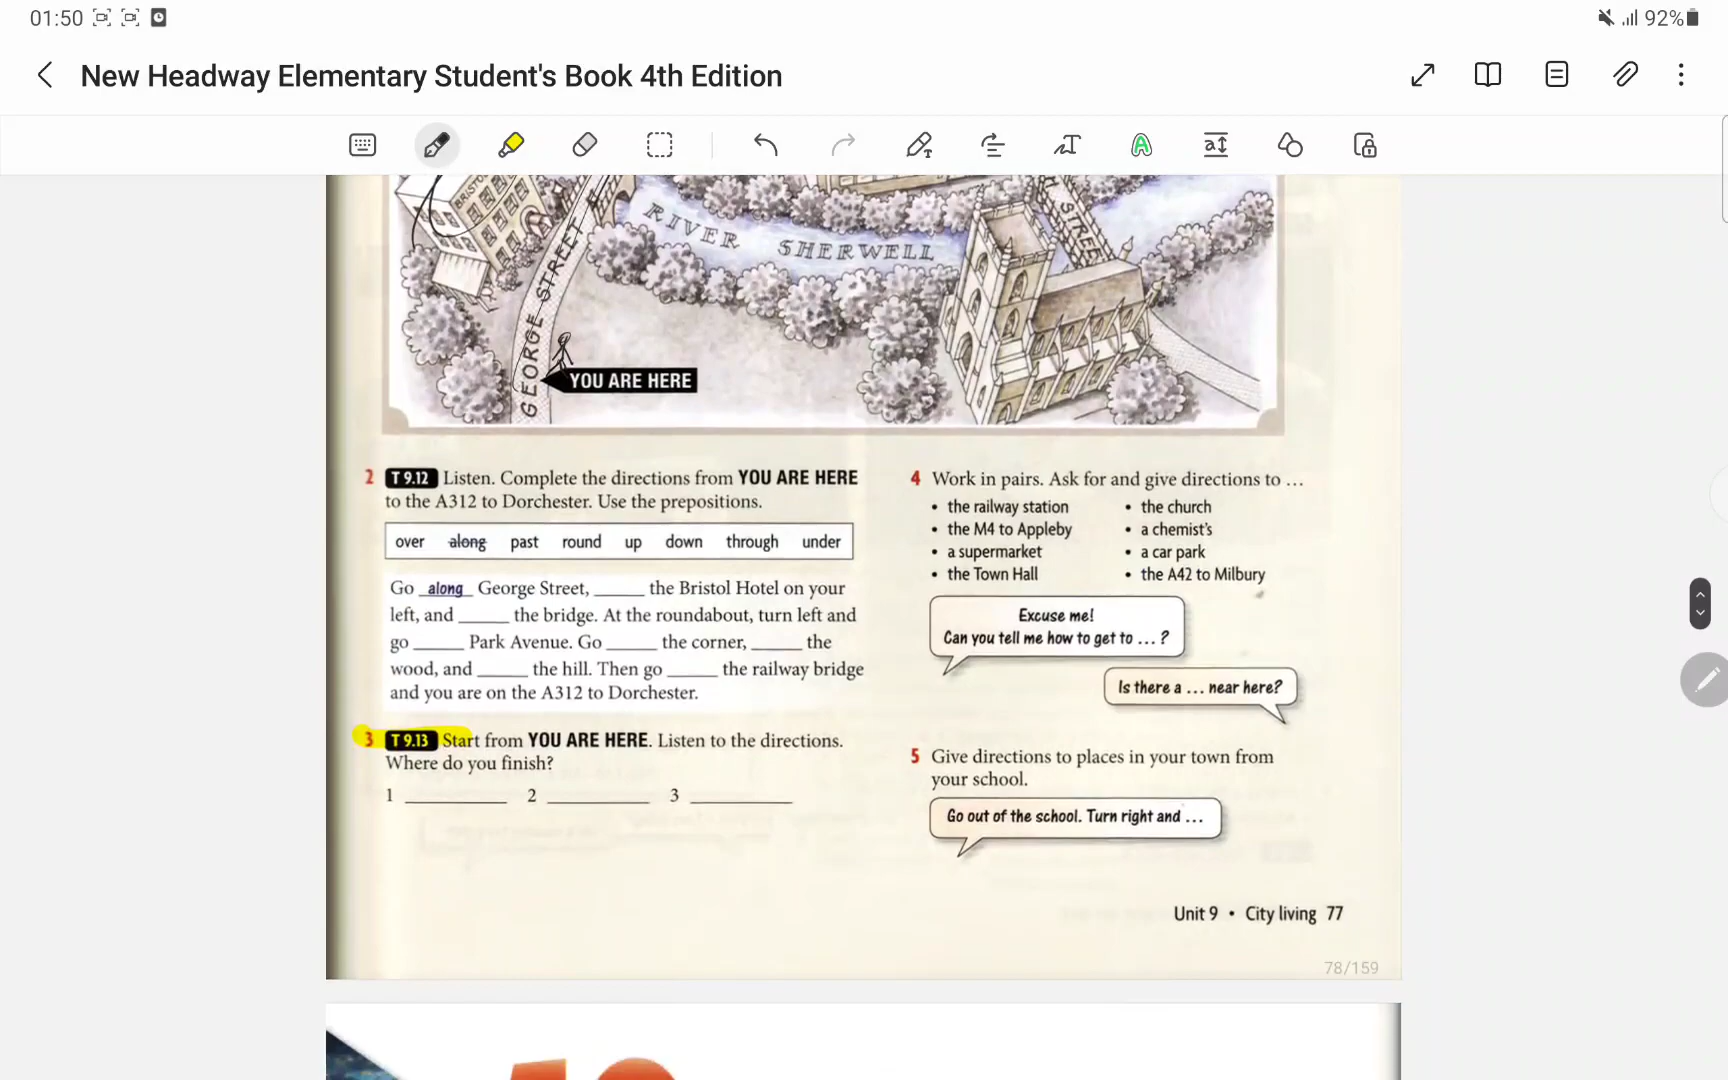 01:50
92%
New Headway Elementary Student's Book 4th Edition
BRISTOL
RIVER SHERWELL
STREET
GEORGE STREET
YOU ARE HERE
2 T 9.12 Listen. Complete the directions from YOU ARE HERE
to the A312 to Dorchester. Use the prepositions.
over along past round up down through under
Go along George Street, _____ the Bristol Hotel on your
left, and _____ the bridge. At the roundabout, turn left and
go _____ Park Avenue. Go _____ the corner, _____ the
wood, and _____ the hill. Then go _____ the railway bridge
and you are on the A312 to Dorchester.
3 T 9.13 Start from YOU ARE HERE. Listen to the directions.
Where do you finish?
1 __________ 2 __________ 3 __________
4 Work in pairs. Ask for and give directions to …
• the railway station
• the M4 to Appleby
• a supermarket
• the Town Hall
• the church
• a chemist's
• a car park
• the A42 to Milbury
Excuse me!
Can you tell me how to get to … ?
Is there a … near here?
5 Give directions to places in your town from
your school.
Go out of the school. Turn right and …
Unit 9 • City living 77
78/159